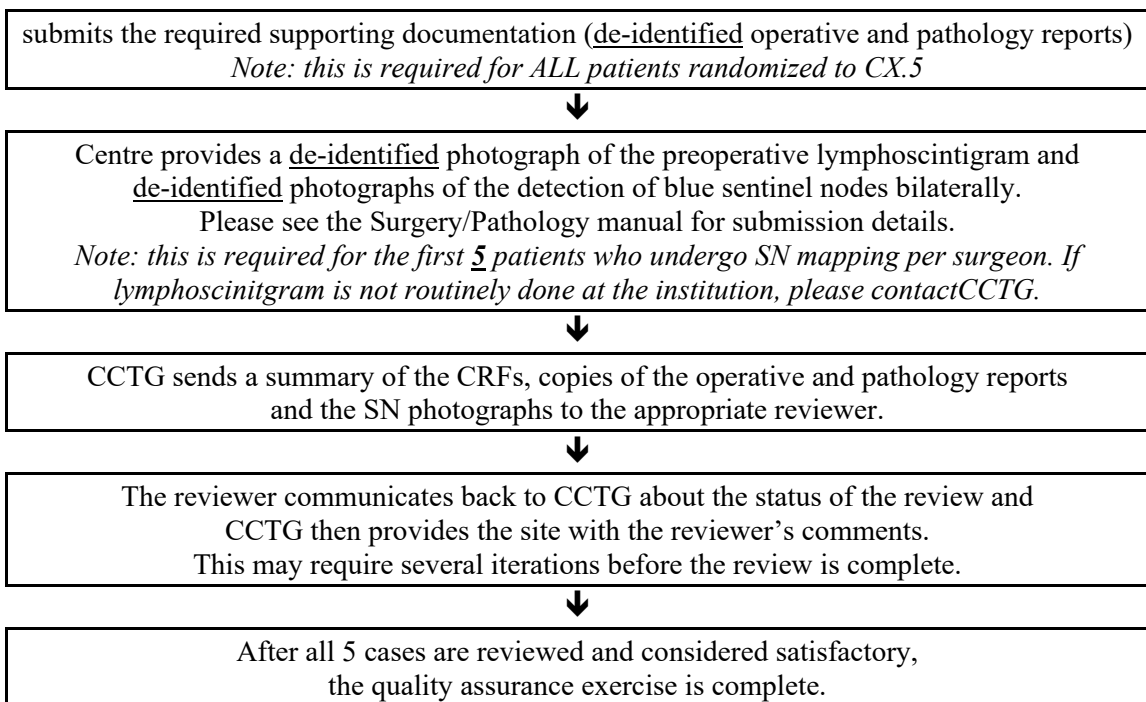 submits the required supporting documentation (de-identified operative and pathology reports)
Note: this is required for ALL patients randomized to CX.5
Centre provides a de-identified photograph of the preoperative lymphoscintigram and
de-identified photographs of the detection of blue sentinel nodes bilaterally.
Please see the Surgery/Pathology manual for submission details.
Note: this is required for the first 5 patients who undergo SN mapping per surgeon. If
lymphoscinitgram is not routinely done at the institution, please contactCCTG.
CCTG sends a summary of the CRFs, copies of the operative and pathology reports
and the SN photographs to the appropriate reviewer.
The reviewer communicates back to CCTG about the status of the review and
CCTG then provides the site with the reviewer’s comments.
This may require several iterations before the review is complete.
After all 5 cases are reviewed and considered satisfactory,
the quality assurance exercise is complete.